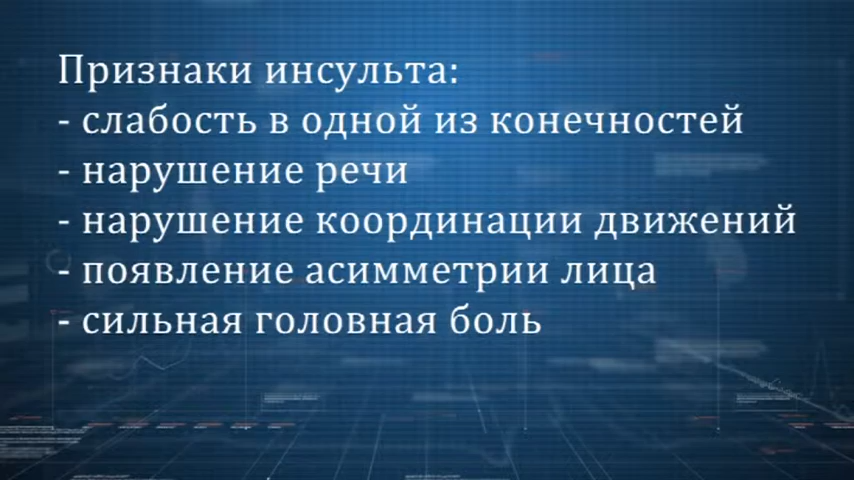 Признаки инсульта:
- слабость в одной из конечностей
- нарушение речи
- нарушение координации движений
- появление асимметрии лица
- сильная головная боль